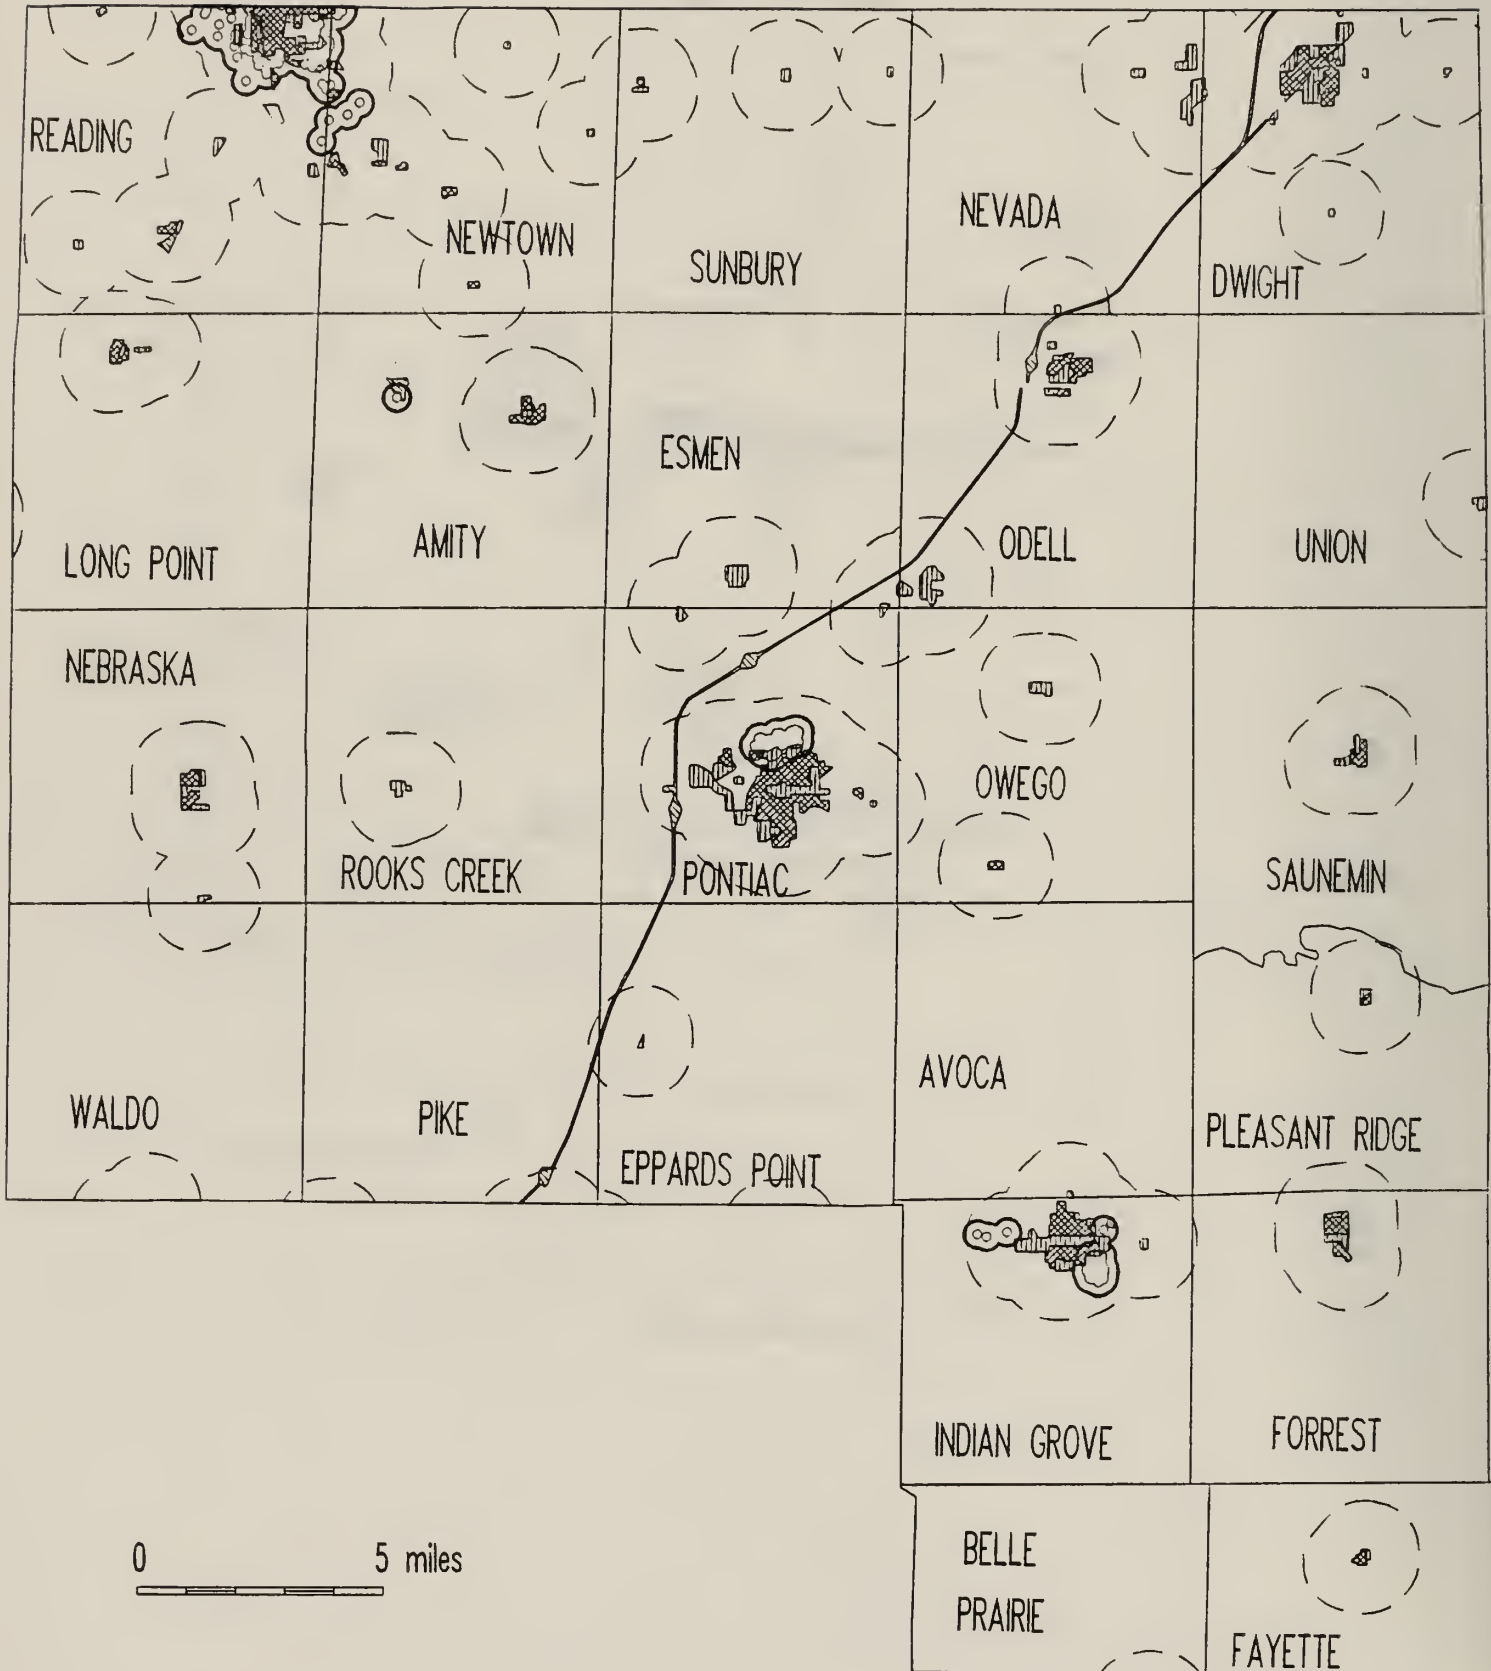 READING
NEWTOWN
SUNBURY
NEVADA
DWIGHT
LONG POINT
AMITY
ESMEN
ODELL
UNION
NEBRASKA
ROOKS CREEK
PONTIAC
OWEGO
SAUNEMIN
WALDO
PIKE
EPPARDS POINT
AVOCA
PLEASANT RIDGE
INDIAN GROVE
FORREST
0 5 miles
BELLE
PRAIRIE
FAYETTE